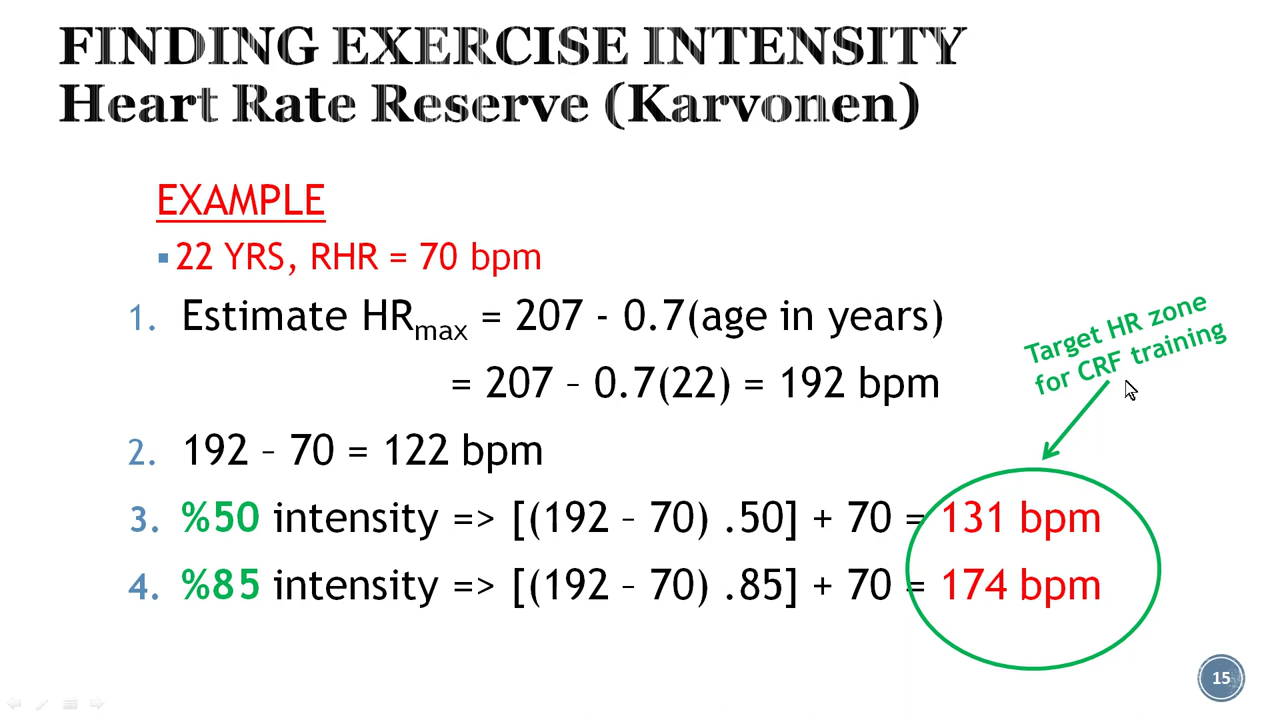 FINDING EXERCISE INTENSITY
Heart Rate Reserve (Karvonen)
EXAMPLE
▪ 22 YRS, RHR = 70 bpm
1. Estimate HRmax = 207 - 0.7(age in years)
= 207 – 0.7(22) = 192 bpm
2. 192 – 70 = 122 bpm
3. %50 intensity => [(192 – 70) .50] + 70 = 131 bpm
4. %85 intensity => [(192 – 70) .85] + 70 = 174 bpm
Target HR zone
for CRF training
15